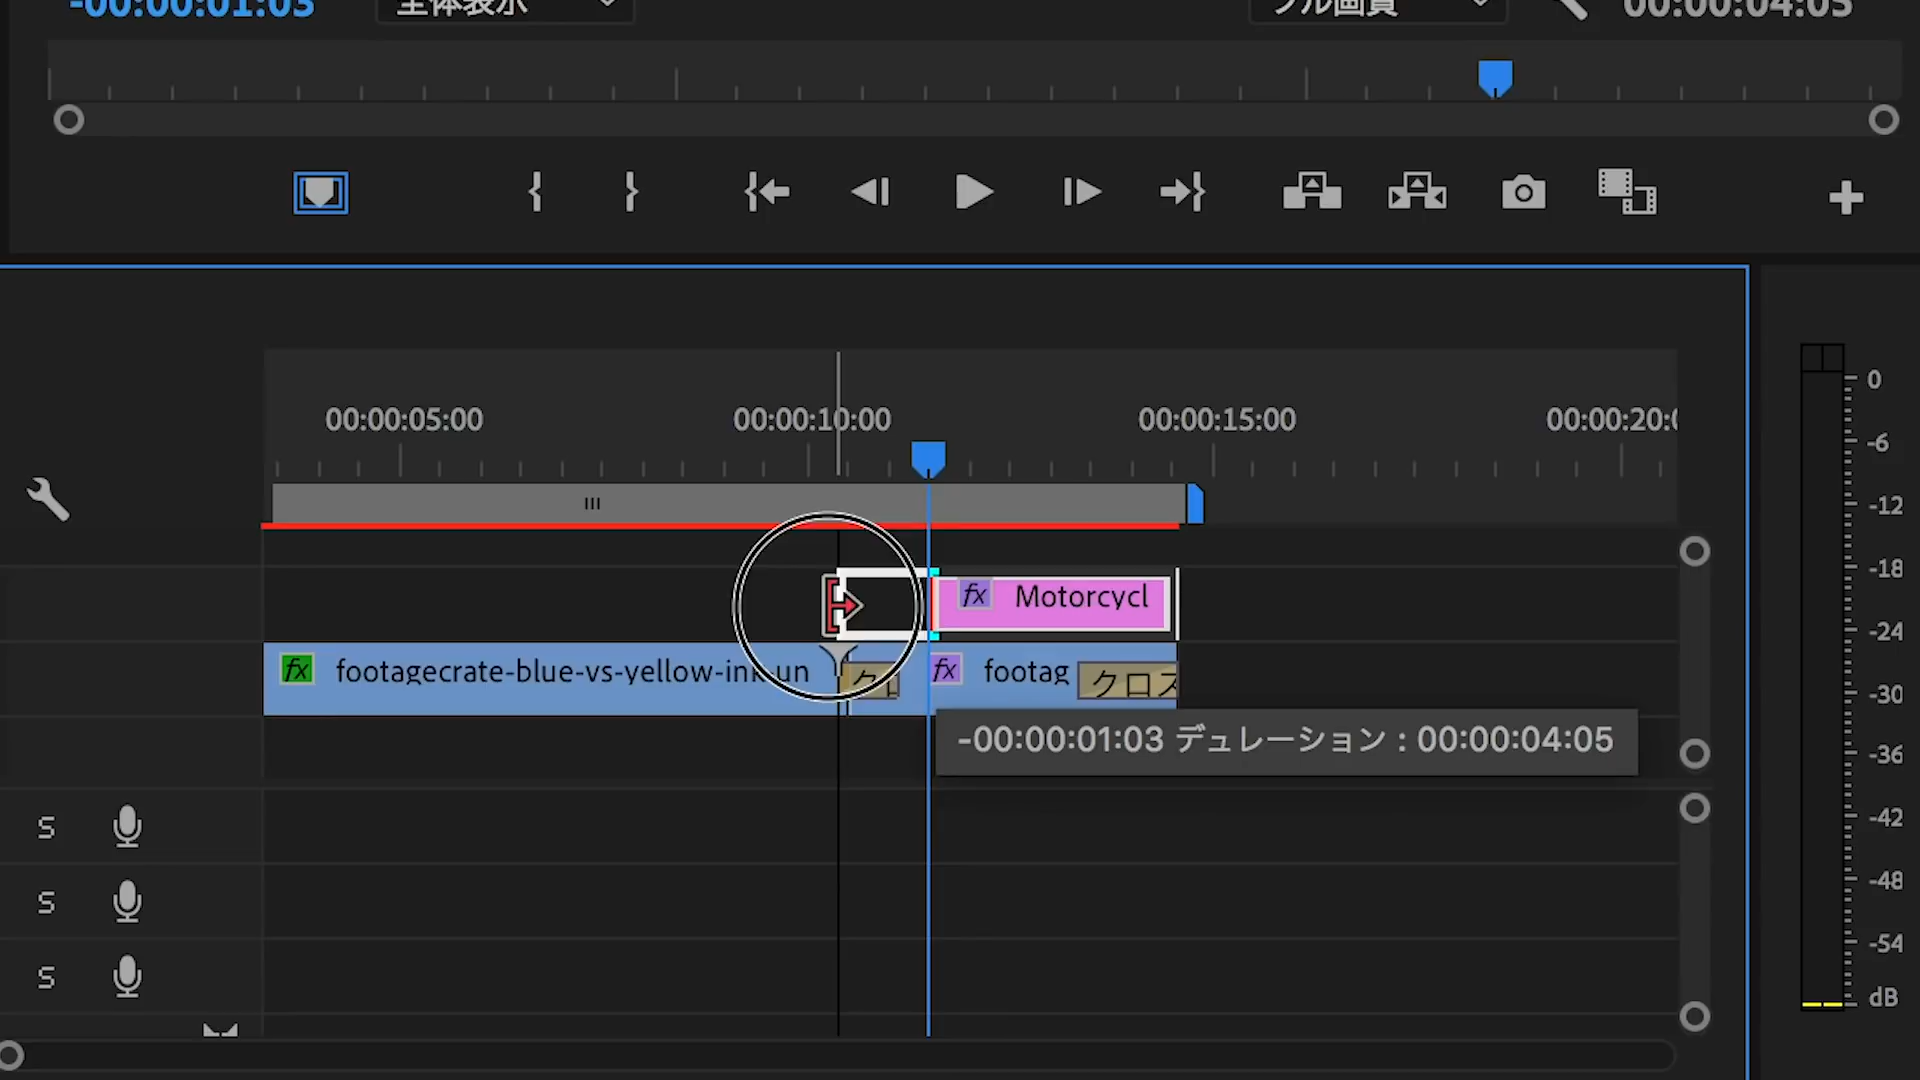 -00:00:01:03
全体表示
フル画質
00:00:04:05
00:00:05:00
00:00:10:00
00:00:15:00
00:00:20:0
fx Motorcycl
fx footagecrate-blue-vs-yellow-ink-un
クロ
fx footag
クロス
-00:00:01:03 デュレーション : 00:00:04:05
S
S
S
0
-6
-12
-18
-24
-30
-36
-42
-48
-54
dB